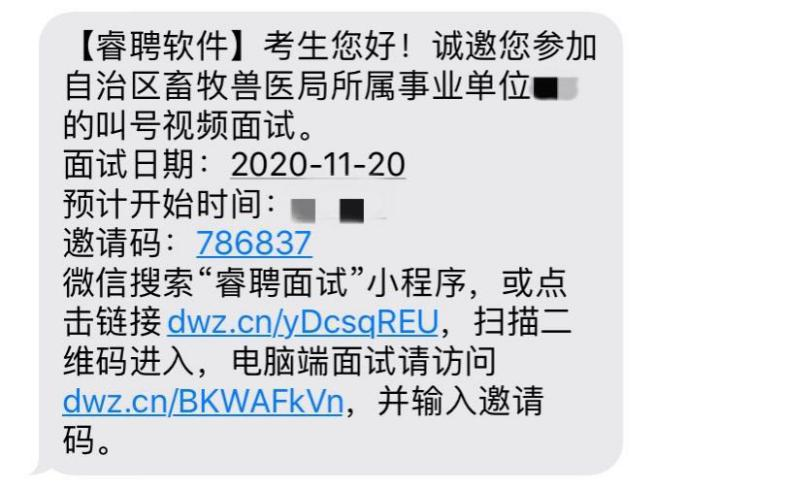 【睿聘软件】考生您好！诚邀您参加
自治区畜牧兽医局所属事业单位
的叫号视频面试。
面试日期：2020-11-20
预计开始时间：
邀请码：786837
微信搜索“睿聘面试”小程序，或点
击链接dwz.cn/yDcsqREU，扫描二
维码进入，电脑端面试请访问
dwz.cn/BKWAFkVn，并输入邀请
码。